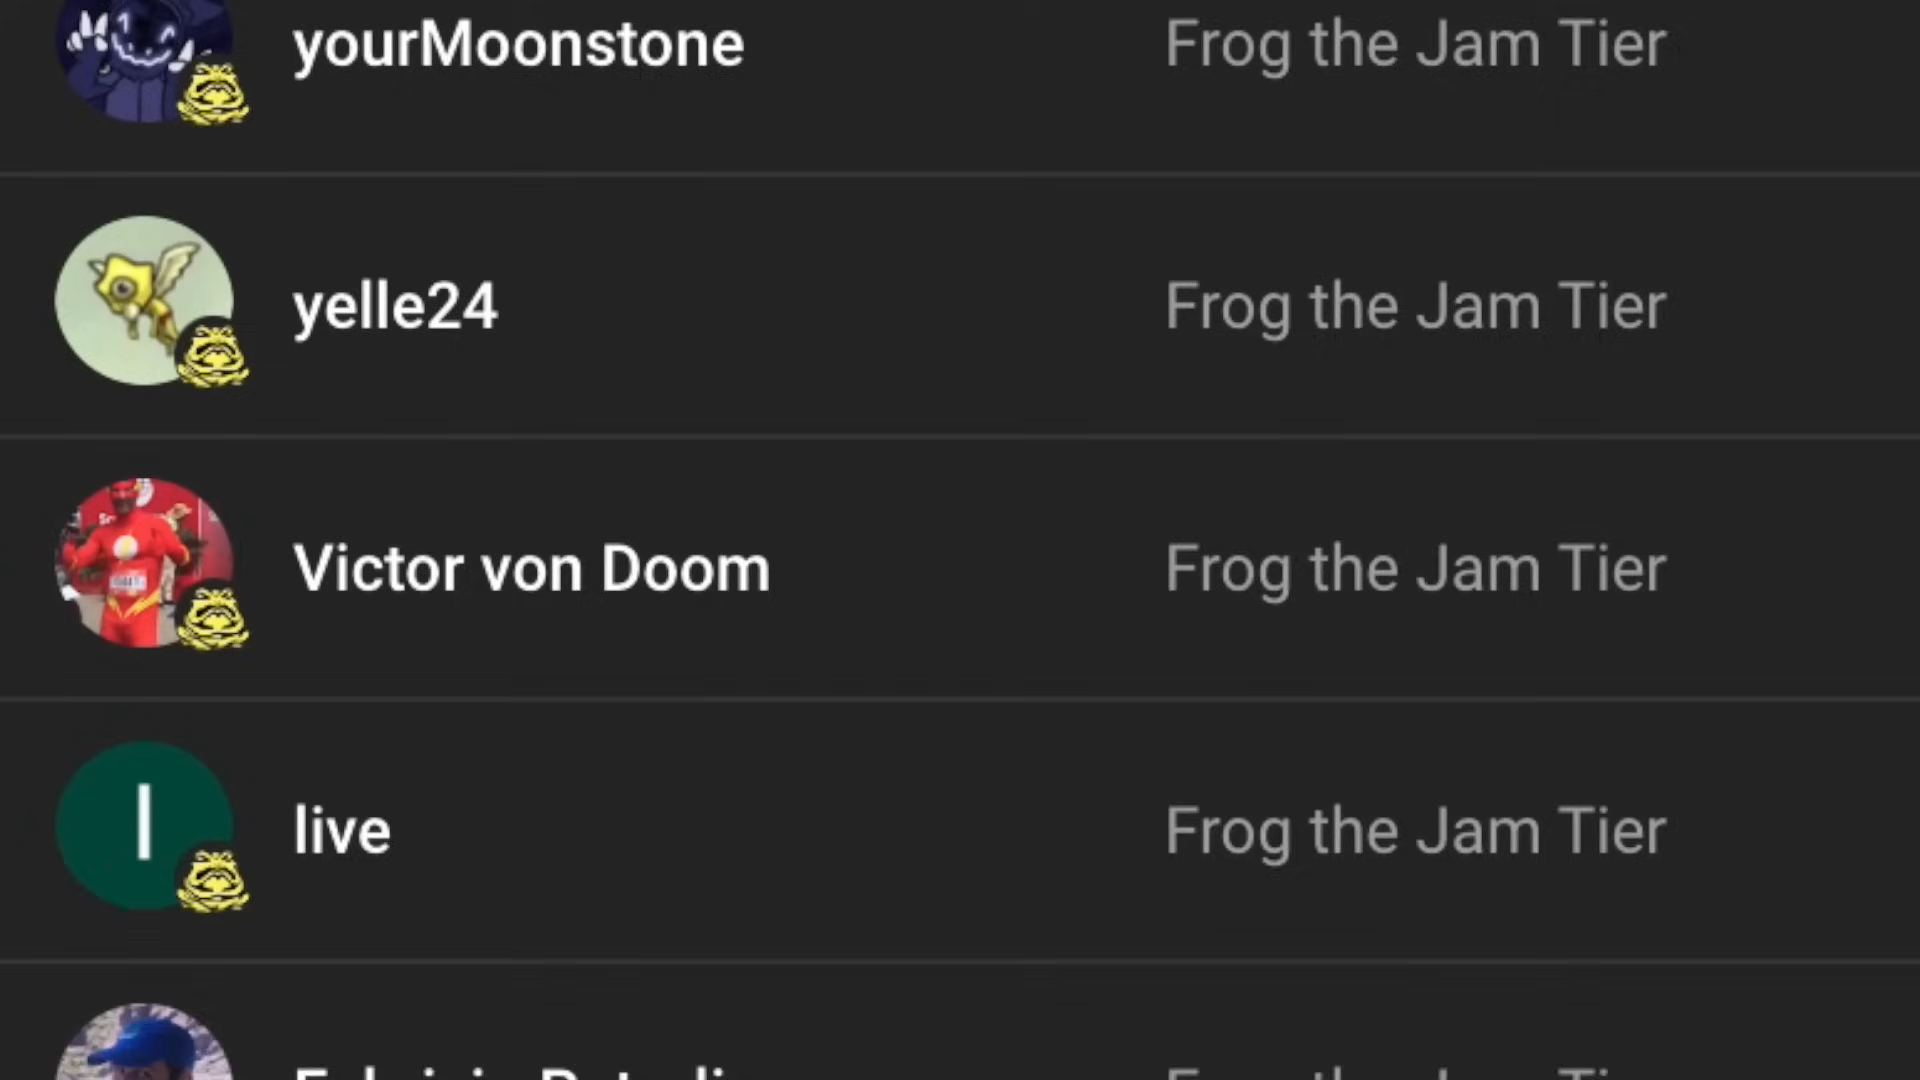 yourMoonstone Frog the Jam Tier
yelle24 Frog the Jam Tier
Victor von Doom Frog the Jam Tier
l
live Frog the Jam Tier